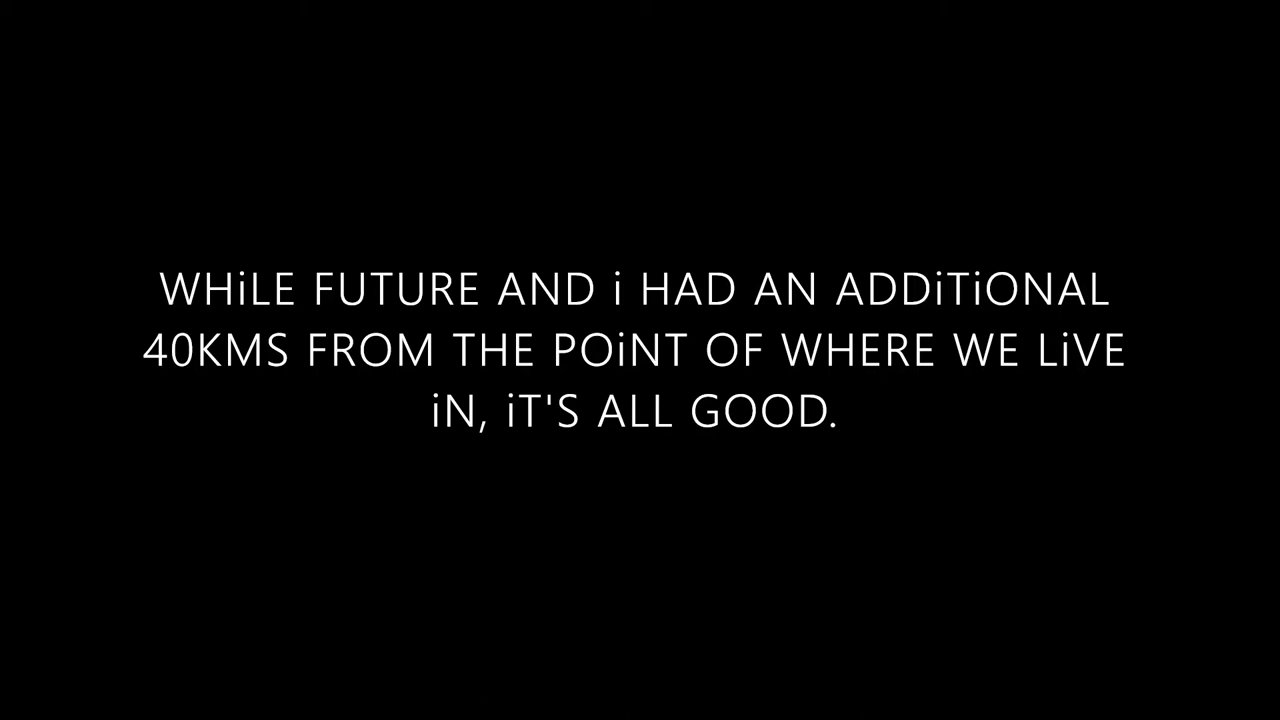 WHiLE FUTURE AND i HAD AN ADDiTiONAL
40KMS FROM THE POiNT OF WHERE WE LiVE
iN, iT'S ALL GOOD.